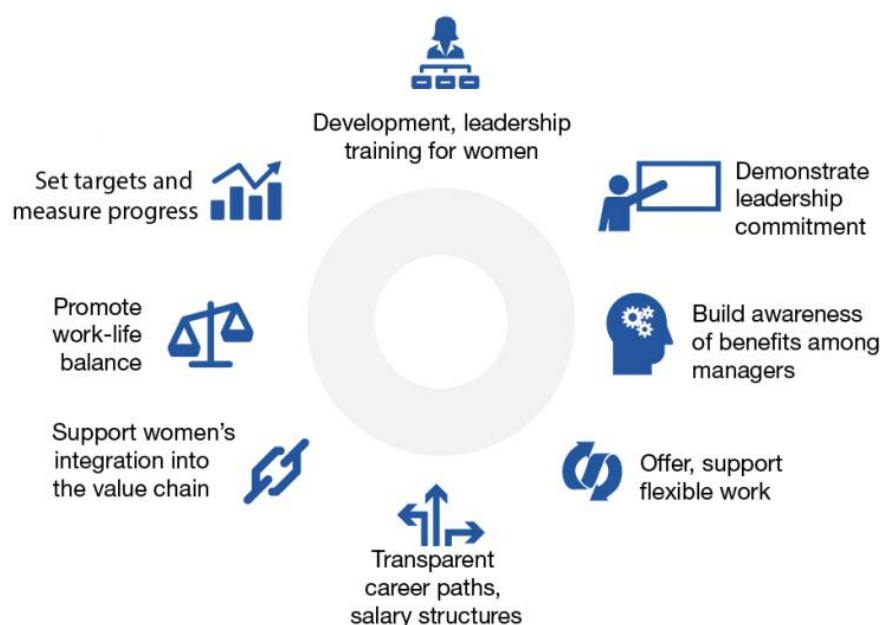 Development, leadership
training for women
Demonstrate
leadership
commitment
Build awareness
of benefits among
managers
Offer, support
flexible work
Transparent
career paths,
salary structures
Support women's
integration into
the value chain
Promote
work-life
balance
Set targets and
measure progress